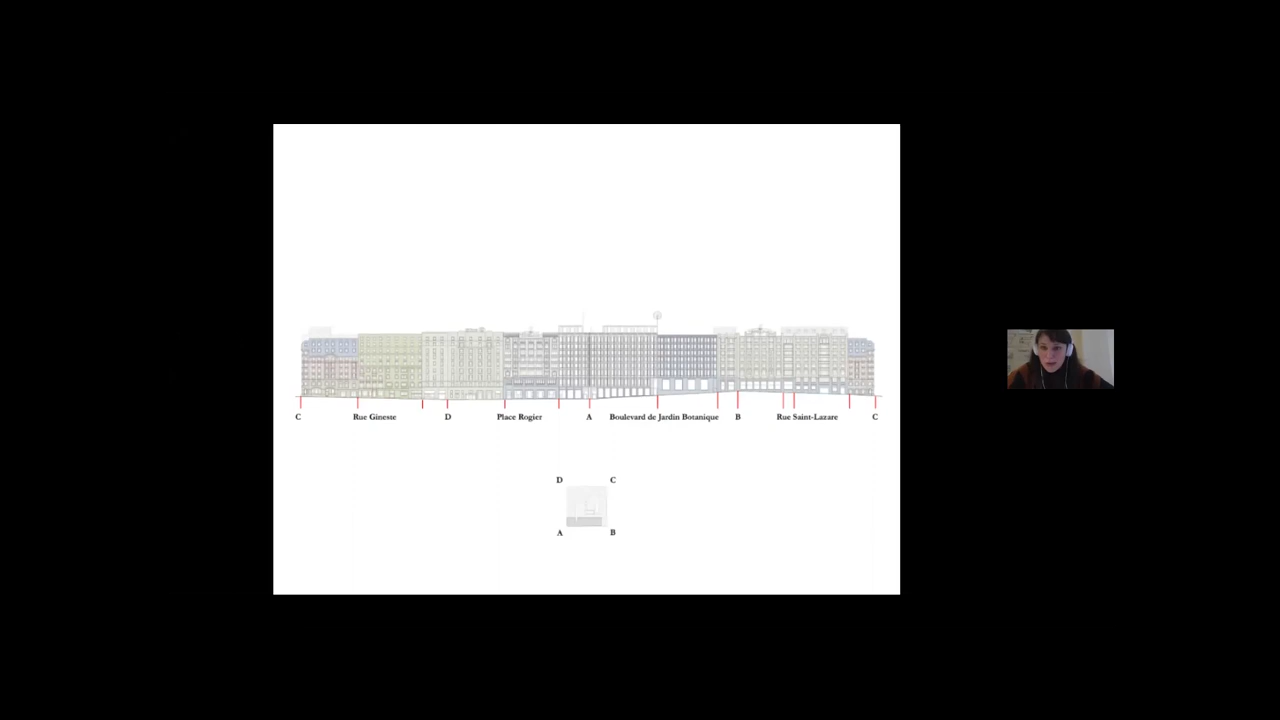 C Rue Gineste D Place Rogier A Boulevard de Jardin Botanique B Rue Saint-Lazare C
D C
A B